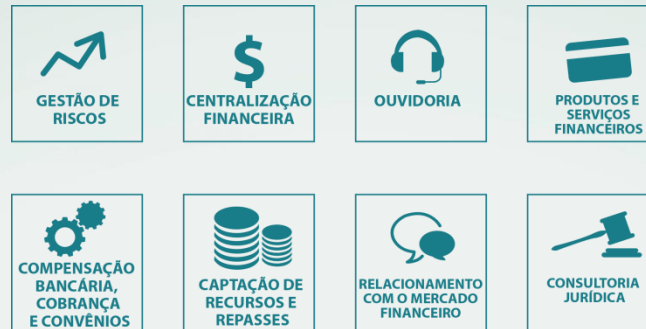 GESTÃO DE
RISCOS
CENTRALIZAÇÃO
FINANCEIRA
OUVIDORIA
PRODUTOS E
SERVIÇOS
FINANCEIROS
COMPENSAÇÃO
BANCÁRIA,
COBRANÇA
E CONVÊNIOS
CAPTAÇÃO DE
RECURSOS E
REPASSES
RELACIONAMENTO
COM O MERCADO
FINANCEIRO
CONSULTORIA
JURÍDICA